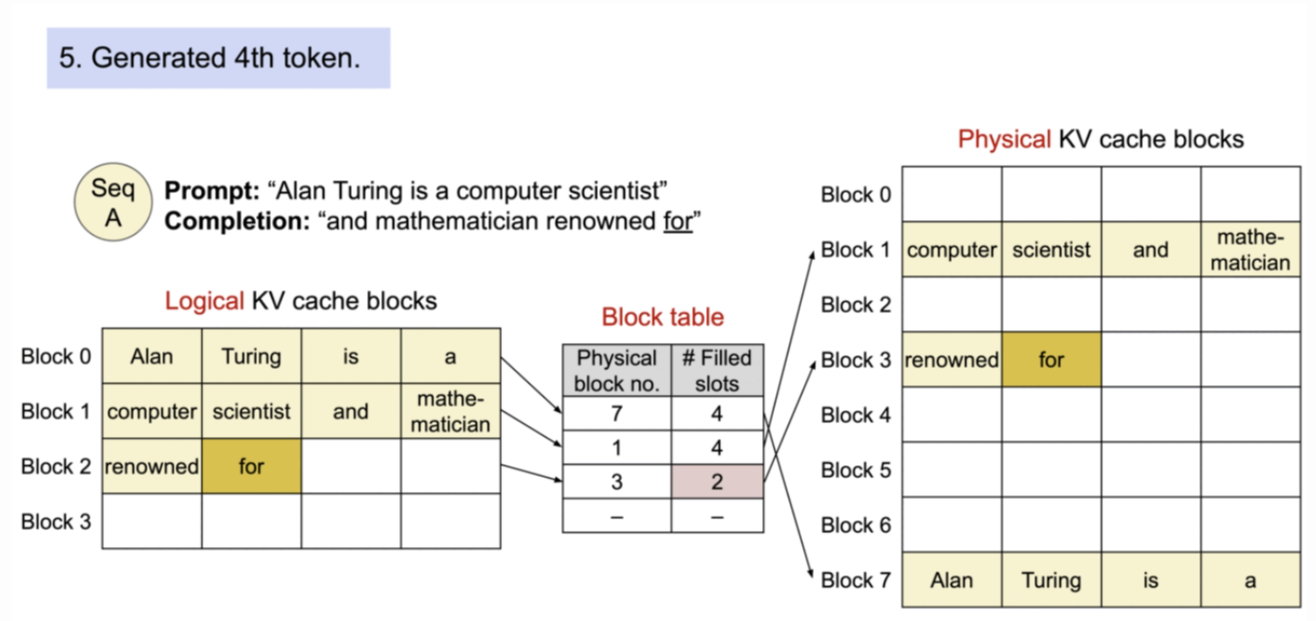 5. Generated 4th token.
Physical KV cache blocks
Seq
A
Prompt: “Alan Turing is a computer scientist”
Completion: “and mathematician renowned for”
Logical KV cache blocks
Block 0 Alan Turing is a
Block 1 computer scientist and mathe-
matician
Block 2 renowned for
Block 3
Block table
Physical
block no.
# Filled
slots
7 4
1 4
3 2
– –
Block 0
Block 1 computer scientist and mathe-
matician
Block 2
Block 3 renowned for
Block 4
Block 5
Block 6
Block 7 Alan Turing is a